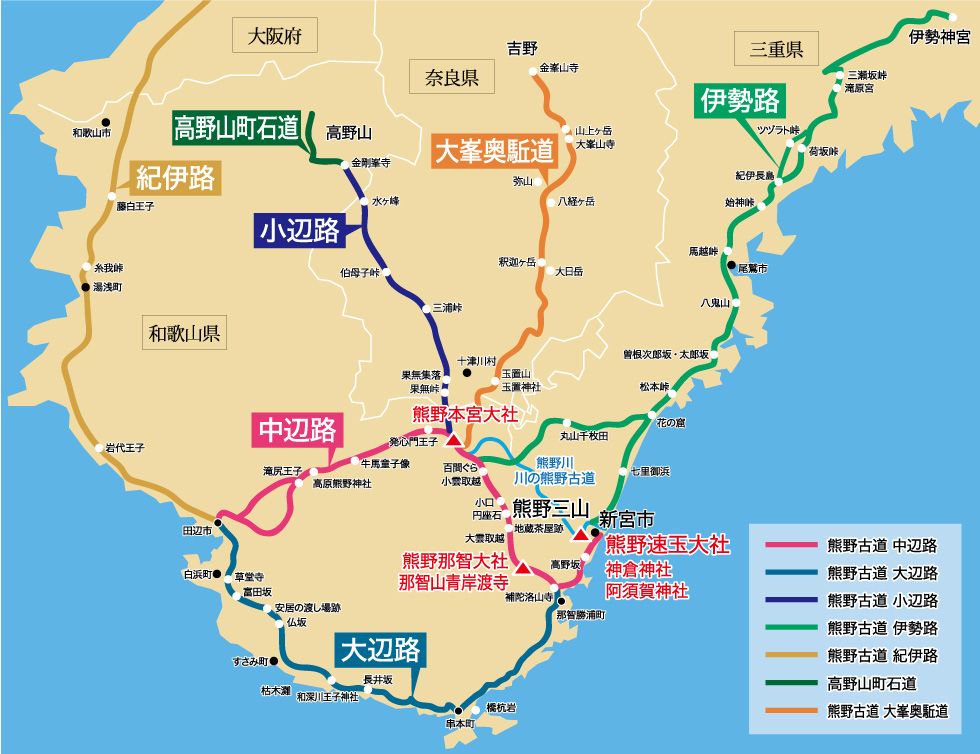 大阪府
奈良県
三重県
和歌山県
吉野
金峯山寺
伊勢神宮
三瀬坂峠
滝原宮
伊勢路
ツヅラト峠
荷坂峠
紀伊長島
始神峠
馬越峠
尾鷲市
八鬼山
曽根次郎坂・太郎坂
松本峠
花の窟
丸山千枚田
七里御浜
和歌山市
高野山町石道
高野山
金剛峯寺
水ヶ峰
小辺路
伯母子峠
三浦峠
果無集落
果無峠
十津川村
大峯奥駈道
山上ヶ岳
大峯山寺
弥山
八経ヶ岳
釈迦ヶ岳
大日岳
玉置山
玉置神社
紀伊路
藤白王子
糸我峠
湯浅町
岩代王子
熊野本宮大社
中辺路
発心門王子
牛馬童子像
滝尻王子
高原熊野神社
百間ぐら
小雲取越
熊野川
川の熊野古道
小口
円座石
熊野三山
地蔵茶屋跡
大雲取越
新宮市
熊野速玉大社
神倉神社
阿須賀神社
高野坂
熊野那智大社
那智山青岸渡寺
補陀洛山寺
那智勝浦町
田辺市
白浜町
草堂寺
富田坂
安居の渡し場跡
仏坂
すさみ町
大辺路
枯木灘
和深川王子神社
長井坂
串本町
橋杭岩
熊野古道 中辺路
熊野古道 大辺路
熊野古道 小辺路
熊野古道 伊勢路
熊野古道 紀伊路
高野山町石道
熊野古道 大峯奥駈道